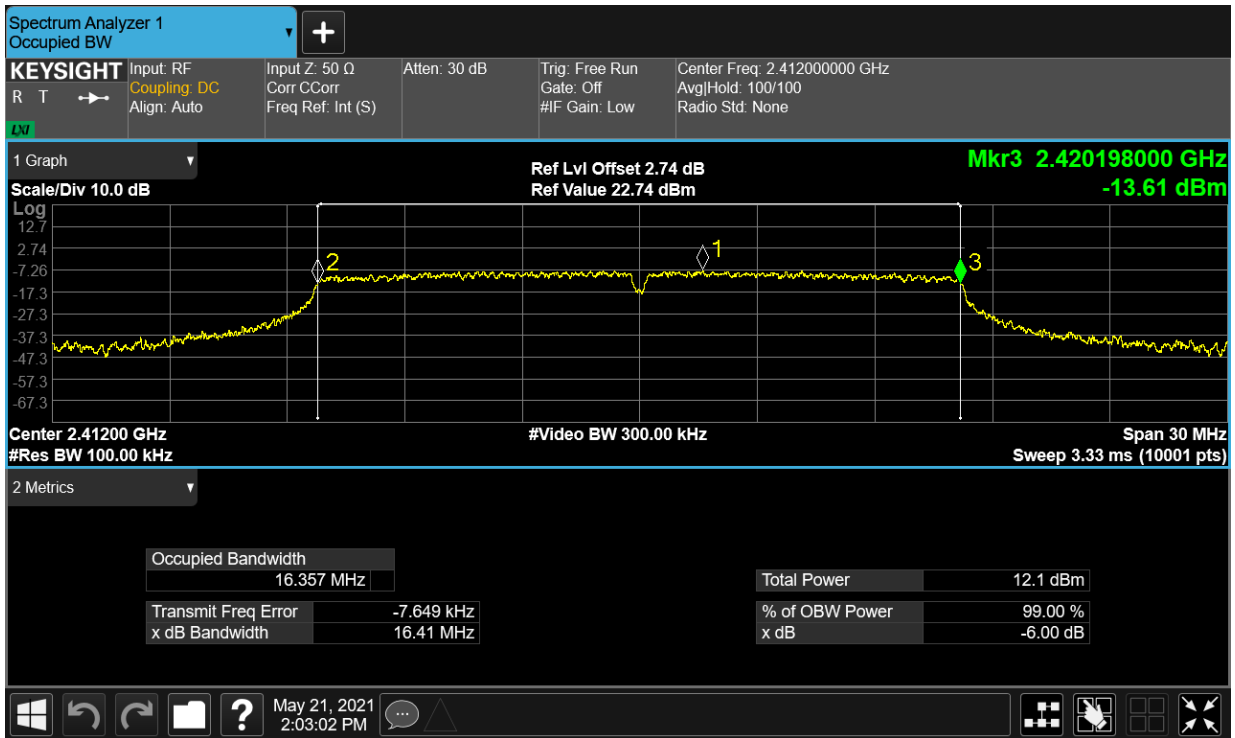 Spectrum Analyzer 1
Occupied BW
KEYSIGHT
R T
LXI
Input: RF
Coupling: DC
Align: Auto
Input Z: 50 Ω
Corr CCorr
Freq Ref: Int (S)
Atten: 30 dB
Trig: Free Run
Gate: Off
#IF Gain: Low
Center Freq: 2.412000000 GHz
Avg|Hold: 100/100
Radio Std: None
1 Graph
Scale/Div 10.0 dB
Ref Lvl Offset 2.74 dB
Ref Value 22.74 dBm
Mkr3 2.420198000 GHz
-13.61 dBm
Log
12.7
2.74
-7.26
-17.3
-27.3
-37.3
-47.3
-57.3
-67.3
2
1
3
Center 2.41200 GHz
#Video BW 300.00 kHz
Span 30 MHz
#Res BW 100.00 kHz
Sweep 3.33 ms (10001 pts)
2 Metrics
Occupied Bandwidth
16.357 MHz
Transmit Freq Error -7.649 kHz
x dB Bandwidth 16.41 MHz
Total Power 12.1 dBm
% of OBW Power 99.00 %
x dB -6.00 dB
?
May 21, 2021
2:03:02 PM